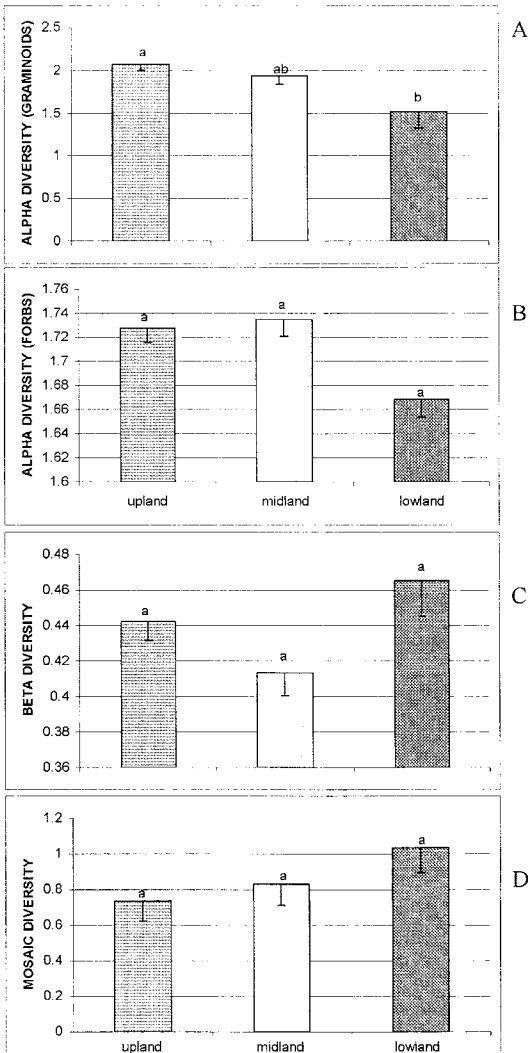 A
ALPHA DIVERSITY (GRAMINOIDS)
2.5
2
1.5
1
0.5
0
a
ab
b
B
ALPHA DIVERSITY (FORBS)
1.76
1.74
1.72
1.7
1.68
1.66
1.64
1.62
1.6
a
a
a
upland midland lowland
C
BETA DIVERSITY
0.48
0.46
0.44
0.42
0.4
0.38
0.36
a
a
a
D
MOSAIC DIVERSITY
1.2
1
0.8
0.6
0.4
0.2
0
a
a
a
upland midland lowland